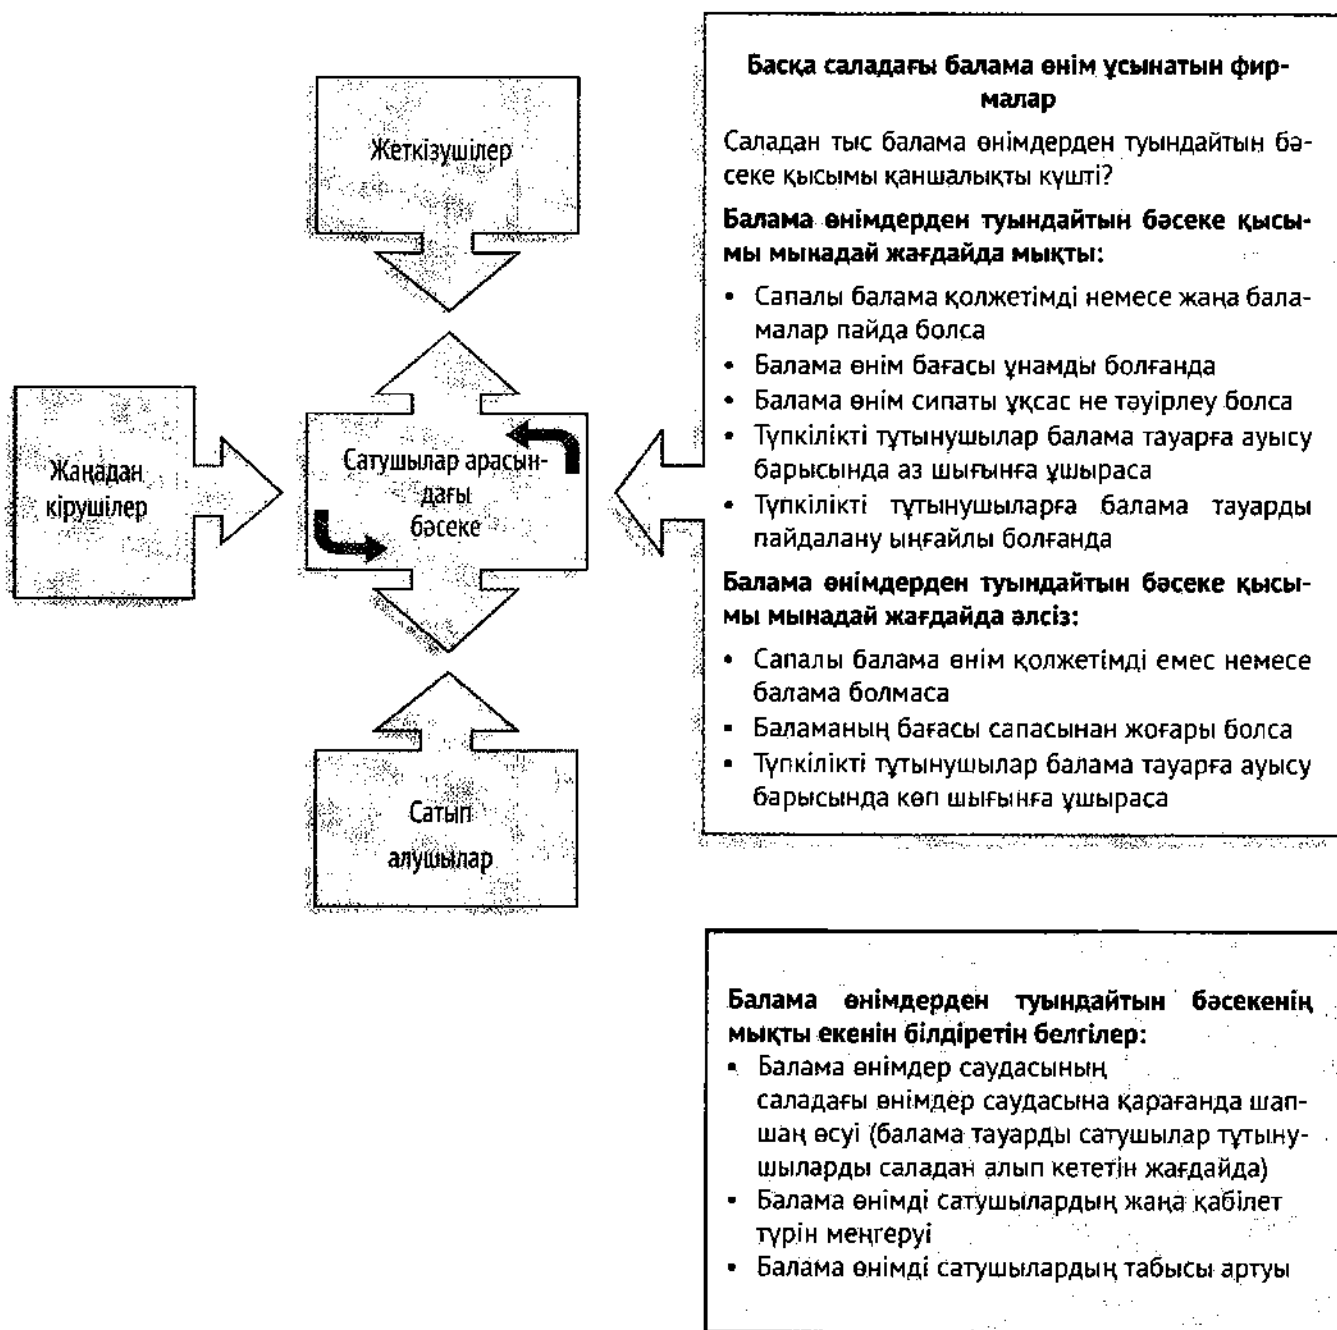 Жеткізушілер
Жаңадан
кірушілер
Сатушылар арасын-
дағы
бәсеке
Сатып
алушылар
Басқа саладағы балама өнім ұсынатын фир-
малар
Саладан тыс балама өнімдерден туындайтын бә-
секе қысымы қаншалықты күшті?
Балама өнімдерден туындайтын бәсеке қысы-
мы мынадай жағдайда мықты:
• Сапалы балама қолжетімді немесе жаңа бала-
малар пайда болса
• Балама өнім бағасы ұнамды болғанда
• Балама өнім сипаты ұқсас не тәуірлеу болса
• Түпкілікті тұтынушылар балама тауарға ауысу
барысында аз шығынға ұшыраса
• Түпкілікті тұтынушыларға балама тауарды
пайдалану ыңғайлы болғанда
Балама өнімдерден туындайтын бәсеке қысы-
мы мынадай жағдайда әлсіз:
• Сапалы балама өнім қолжетімді емес немесе
балама болмаса
• Баламаның бағасы сапасынан жоғары болса
• Түпкілікті тұтынушылар балама тауарға ауысу
барысында көп шығынға ұшыраса
Балама өнімдерден туындайтын бәсекенің
мықты екенін білдіретін белгілер:
• Балама өнімдер саудасының
саладағы өнімдер саудасына қарағанда шап-
шаң өсуі (балама тауарды сатушылар тұтыну-
шыларды саладан алып кететін жағдайда)
• Балама өнімді сатушылардың жаңа қабілет
түрін меңгеруі
• Балама өнімді сатушылардың табысы артуы